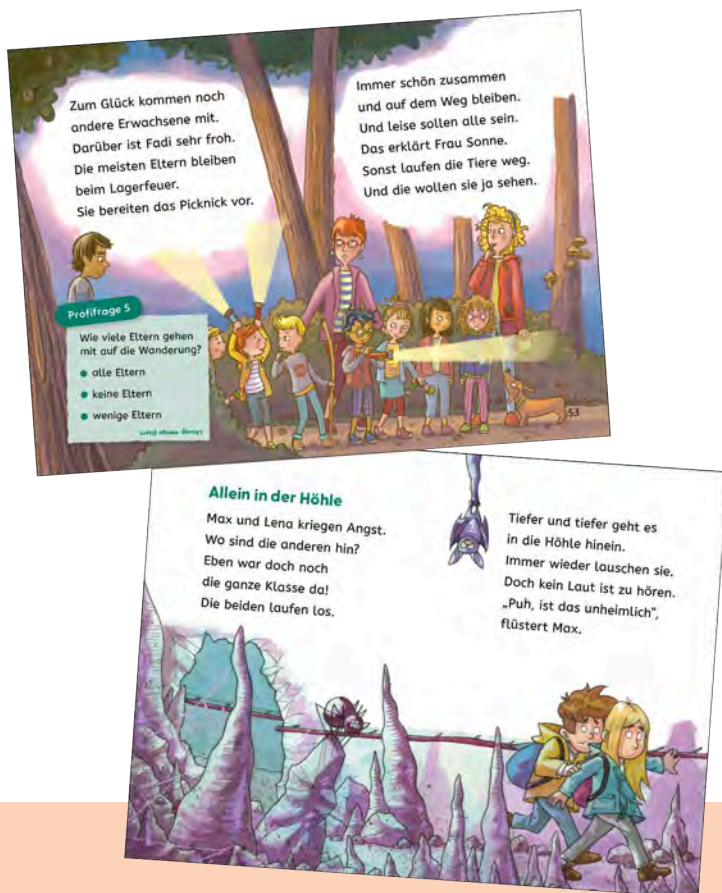 Zum Glück kommen noch
andere Erwachsene mit.
Darüber ist Fadi sehr froh.
Die meisten Eltern bleiben
beim Lagerfeuer.
Sie bereiten das Picknick vor.
Profifrage 5
Wie viele Eltern gehen
mit auf die Wanderung?
● alle Eltern
● keine Eltern
● wenige Eltern
Lösung: wenige Eltern
Immer schön zusammen
und auf dem Weg bleiben.
Und leise sollen alle sein.
Das erklärt Frau Sonne.
Sonst laufen die Tiere weg.
Und die wollen sie ja sehen.
53
Allein in der Höhle
Max und Lena kriegen Angst.
Wo sind die anderen hin?
Eben war doch noch
die ganze Klasse da!
Die beiden laufen los.
Tiefer und tiefer geht es
in die Höhle hinein.
Immer wieder lauschen sie.
Doch kein Laut ist zu hören.
„Puh, ist das unheimlich",
flüstert Max.